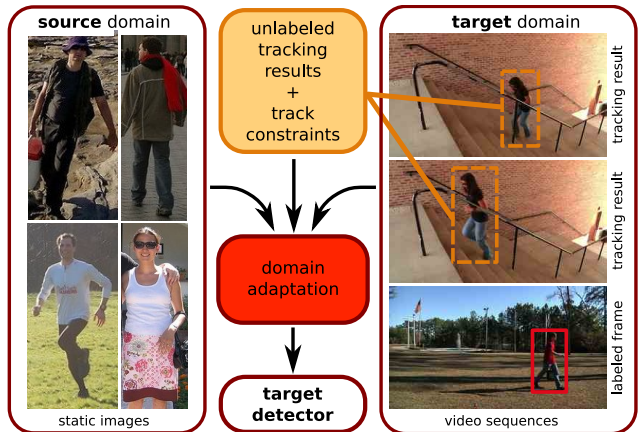 source domain
static images
unlabeled
tracking
results
+
track
constraints
domain
adaptation
target
detector
target domain
tracking result
tracking result
labeled frame
video sequences